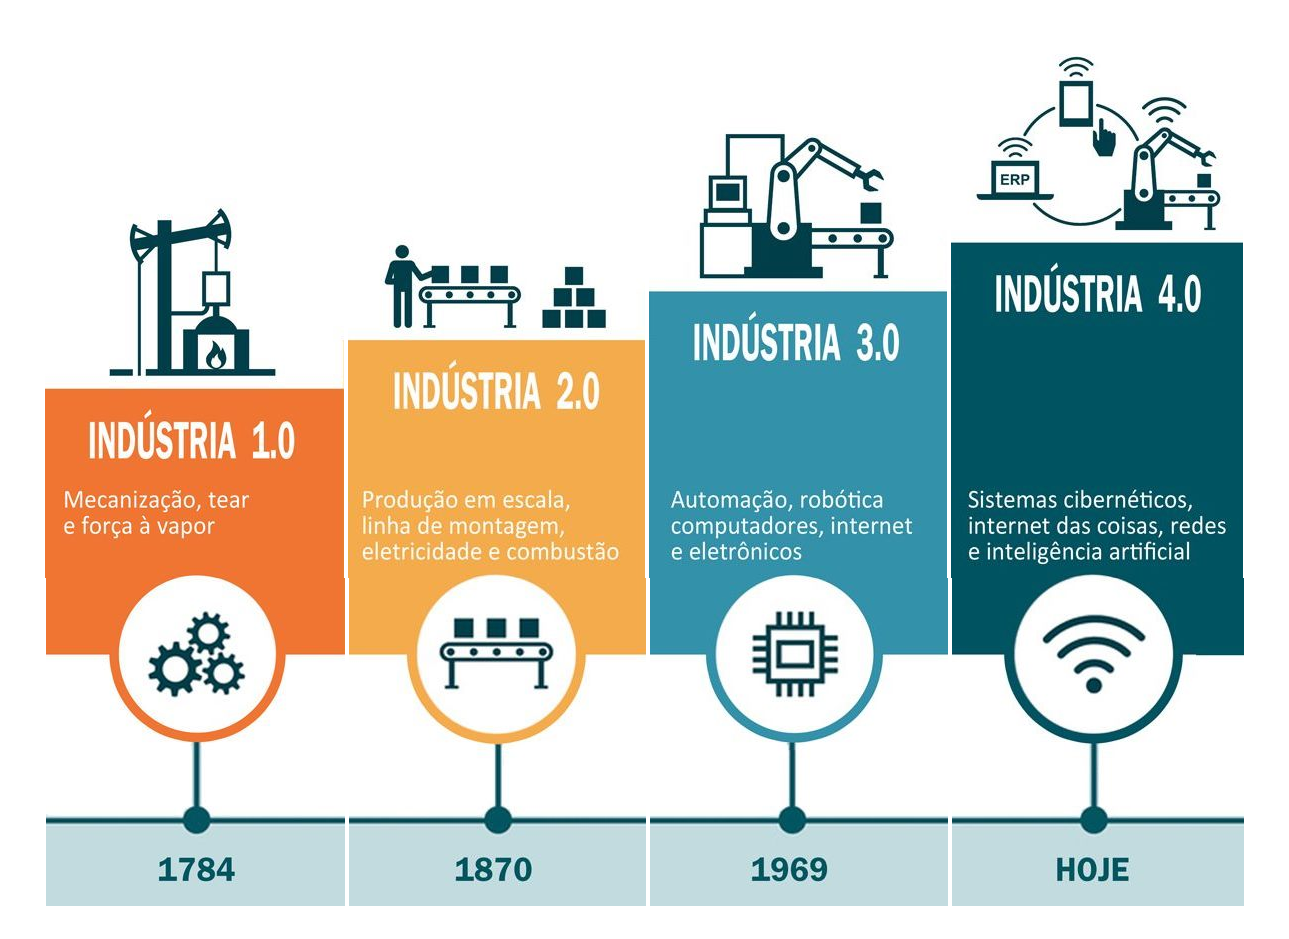 INDÚSTRIA 1.0
Mecanização, tear
e força à vapor
1784
INDÚSTRIA 2.0
Produção em escala,
linha de montagem,
eletricidade e combustão
1870
INDÚSTRIA 3.0
Automação, robótica
computadores, internet
e eletrônicos
1969
ERP
INDÚSTRIA 4.0
Sistemas cibernéticos,
internet das coisas, redes
e inteligência artificial
HOJE